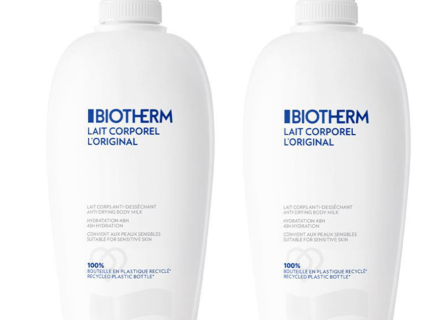 BIOTHERM
LAIT CORPOREL
L'ORIGINAL
LAIT CORPS ANTI-DESSÉCHANT
ANTI-DRYING BODY MILK
HYDRATATION 48H
48H HYDRATION
CONVIENT AUX PEAUX SENSIBLES
SUITABLE FOR SENSITIVE SKIN
100%
BOUTEILLE EN PLASTIQUE RECYCLÉ*
RECYCLED PLASTIC BOTTLE*
BIOTHERM
LAIT CORPOREL
L'ORIGINAL
LAIT CORPS ANTI-DESSÉCHANT
ANTI-DRYING BODY MILK
HYDRATATION 48H
48H HYDRATION
CONVIENT AUX PEAUX SENSIBLES
SUITABLE FOR SENSITIVE SKIN
100%
BOUTEILLE EN PLASTIQUE RECYCLÉ*
RECYCLED PLASTIC BOTTLE*